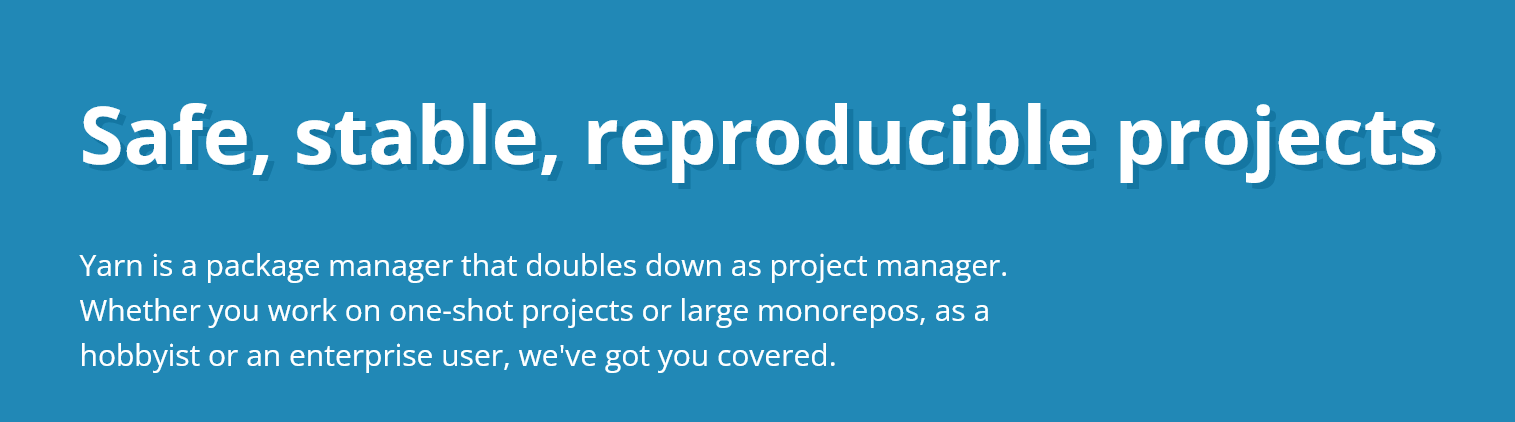 Safe, stable, reproducible projects
Yarn is a package manager that doubles down as project manager.
Whether you work on one-shot projects or large monorepos, as a
hobbyist or an enterprise user, we've got you covered.